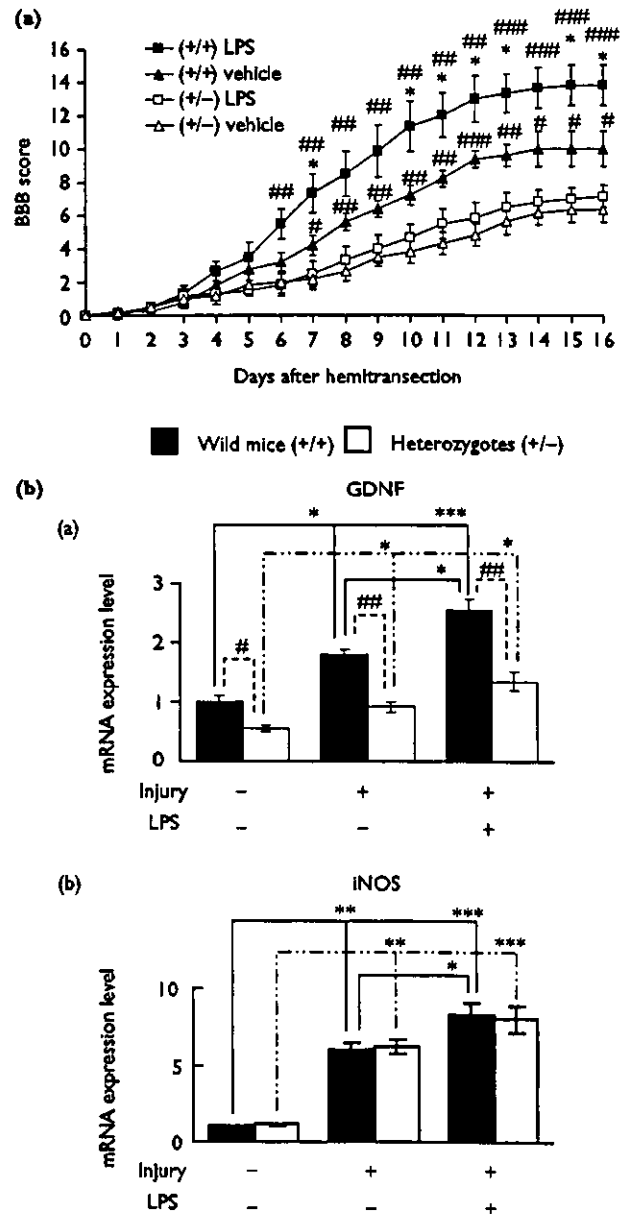 (a)
(+/+) LPS
(+/+) vehicle
(+/−) LPS
(+/−) vehicle
BBB score
16
14
12
10
8
6
4
2
0
##
##
*
#
##
##
##
##
##
*
##
##
*
##
##
*
###
###
*
##
###
#
###
*
#
###
*
#
0 1 2 3 4 5 6 7 8 9 10 11 12 13 14 15 16
Days after hemitransection
Wild mice (+/+) Heterozygotes (+/−)
(b)
GDNF
(a)
* ***
* *
* ##
##
#
mRNA expression level
3
2
1
0
Injury − + +
LPS − − +
(b)
iNOS
** ***
** ***
*
mRNA expression level
10
5
0
Injury − + +
LPS − − +